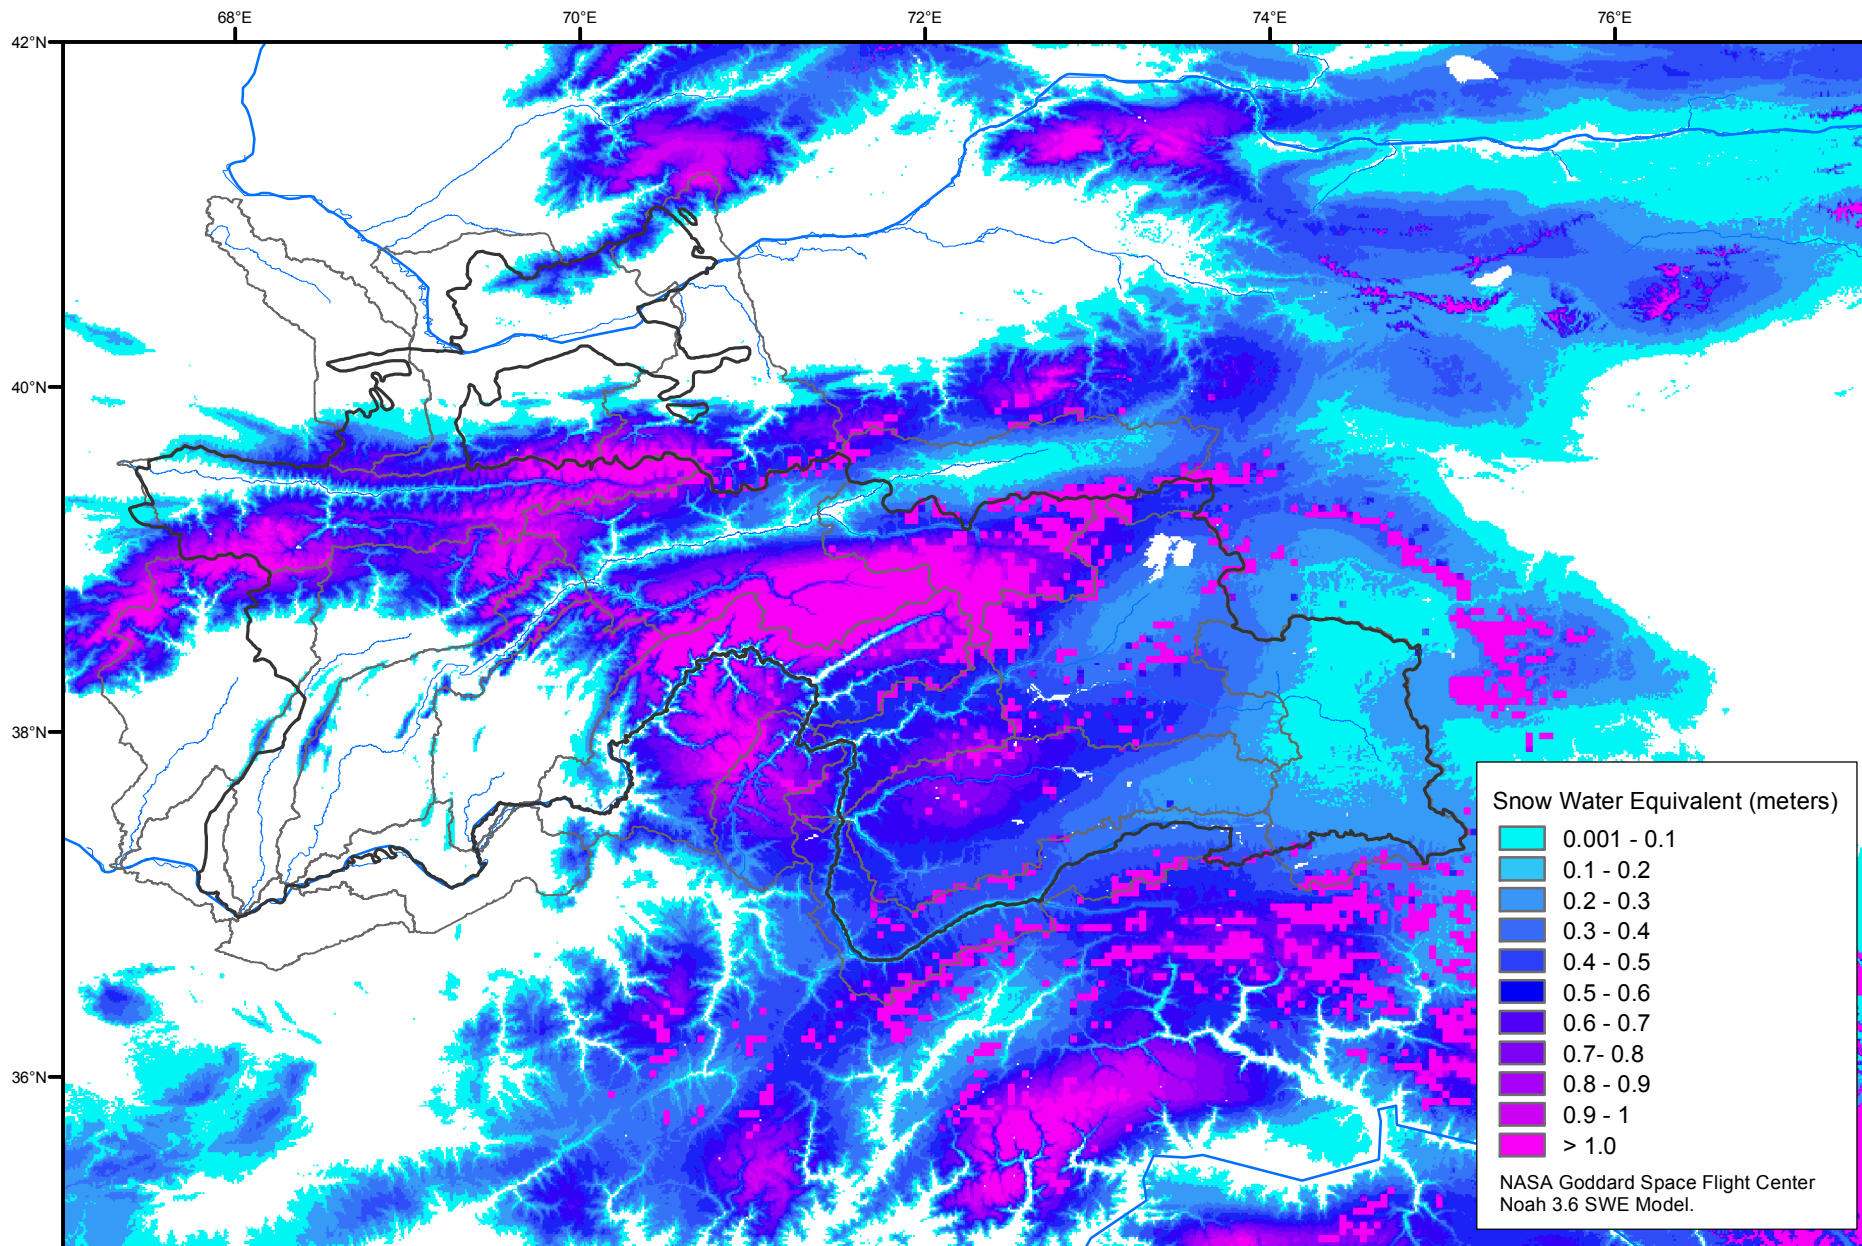 68°E 70°E 72°E 74°E 76°E
42°N
40°N
38°N
36°N
Snow Water Equivalent (meters)
0.001 - 0.1
0.1 - 0.2
0.2 - 0.3
0.3 - 0.4
0.4 - 0.5
0.5 - 0.6
0.6 - 0.7
0.7- 0.8
0.8 - 0.9
0.9 - 1
> 1.0
NASA Goddard Space Flight Center
Noah 3.6 SWE Model.